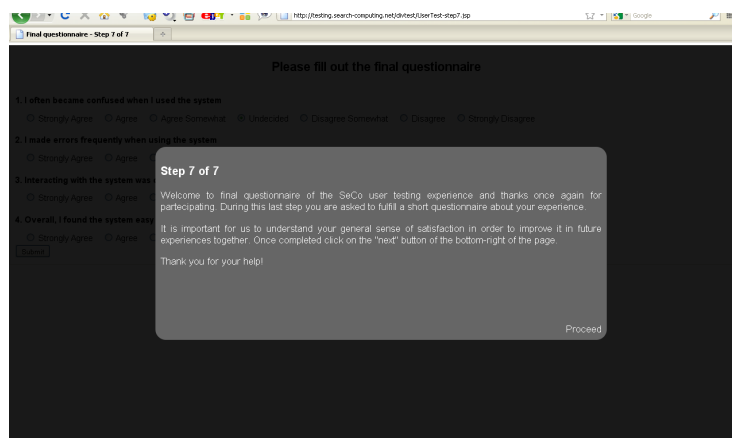 http://testing.search-computing.net/divtest/UserTest-step7.jsp
Google
Final questionnaire - Step 7 of 7
Please fill out the final questionnaire
1. I often became confused when I used the system
Strongly Agree Agree Agree Somewhat Undecided Disagree Somewhat Disagree Strongly Disagree
2. I made errors frequently when using the system
Strongly Agree Agree
3. Interacting with the system was
Strongly Agree Agree
4. Overall, I found the system easy
Strongly Agree Agree
Submit
Step 7 of 7
Welcome to final questionnaire of the SeCo user testing experience and thanks once again for
partecipating. During this last step you are asked to fulfill a short questionnaire about your experience.
It is important for us to understand your general sense of satisfaction in order to improve it in future
experiences together. Once completed click on the "next" button of the bottom-right of the page.
Thank you for your help!
Proceed